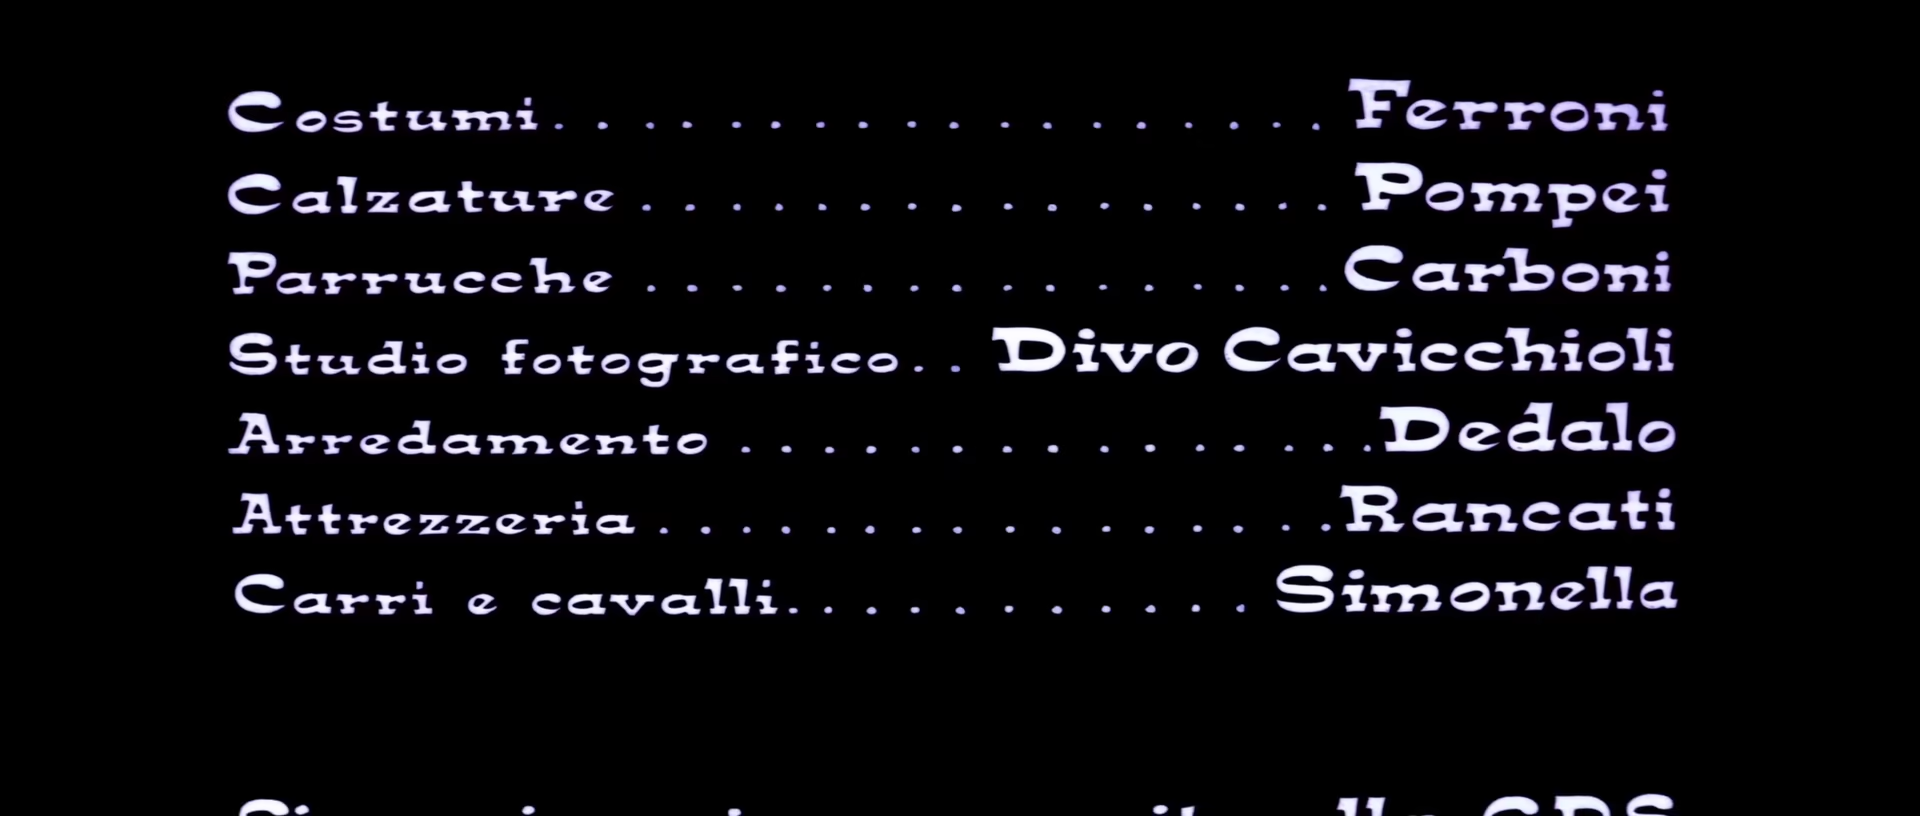 Costumi. . . . . . . . . . . . . . . . . . Ferroni
Calzature . . . . . . . . . . . . . . . . Pompei
Parrucche . . . . . . . . . . . . . . . . Carboni
Studio fotografico. . Divo Cavicchioli
Arredamento . . . . . . . . . . . . . . .Dedalo
Attrezzeria . . . . . . . . . . . . . . . .Rancati
Carri e cavalli. . . . . . . . . . . Simonella